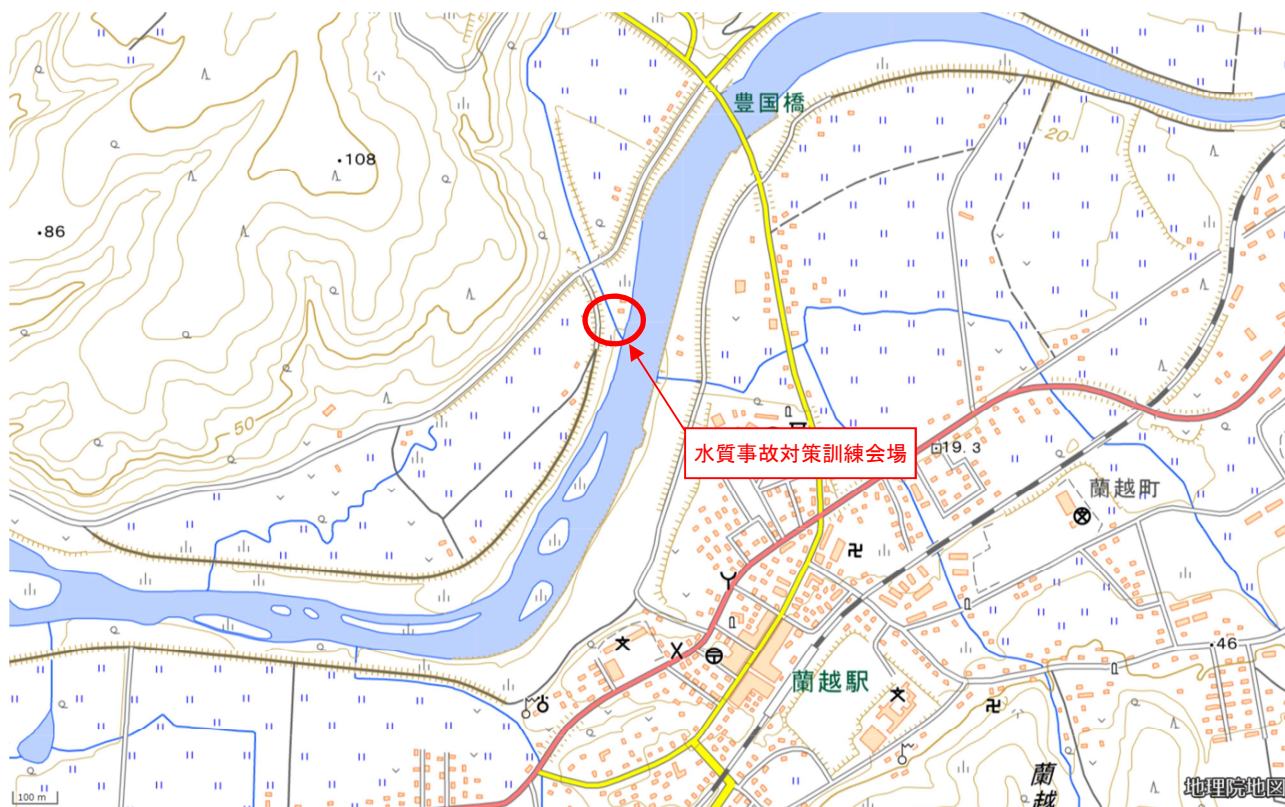 豊国橋
・108
20
・86
50
水質事故対策訓練会場
19.3
蘭越町
・46
蘭越駅
蘭越
100 m
地理院地図